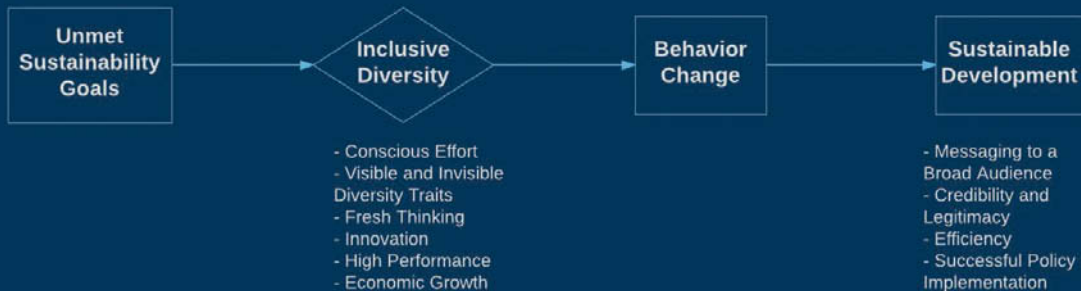 Unmet
Sustainability
Goals
Inclusive
Diversity
Behavior
Change
Sustainable
Development
- Conscious Effort
- Visible and Invisible
Diversity Traits
- Fresh Thinking
- Innovation
- High Performance
- Economic Growth
- Messaging to a
Broad Audience
- Credibility and
Legitimacy
- Efficiency
- Successful Policy
Implementation